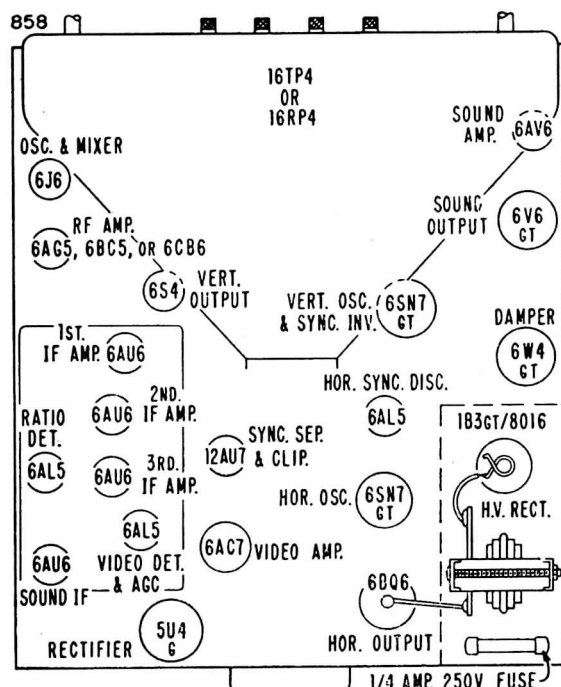 858
16TP4
OR
16RP4
SOUND
AMP.
6AV6
OSC. & MIXER
6J6
RF AMP.
6AG5, 6BC5, OR 6CB6
SOUND
OUTPUT
6V6
GT
6S4
VERT.
OUTPUT
VERT. OSC.
& SYNC. INV.
6SN7
GT
DAMPER
6W4
GT
1ST.
IF AMP.
6AU6
HOR. SYNC. DISC.
6AL5
2ND.
IF AMP.
6AU6
RATIO
DET.
6AL5
3RD.
IF AMP.
6AU6
12AU7
SYNC. SEP.
& CLIP.
1B3GT/8016
H.V. RECT.
HOR. OSC.
6SN7
GT
6AL5
VIDEO DET.
& AGC
6AU6
SOUND IF
6AC7
VIDEO AMP.
6BQ6
HOR. OUTPUT
RECTIFIER
5U4
G
1/4 AMP 250V FUSE